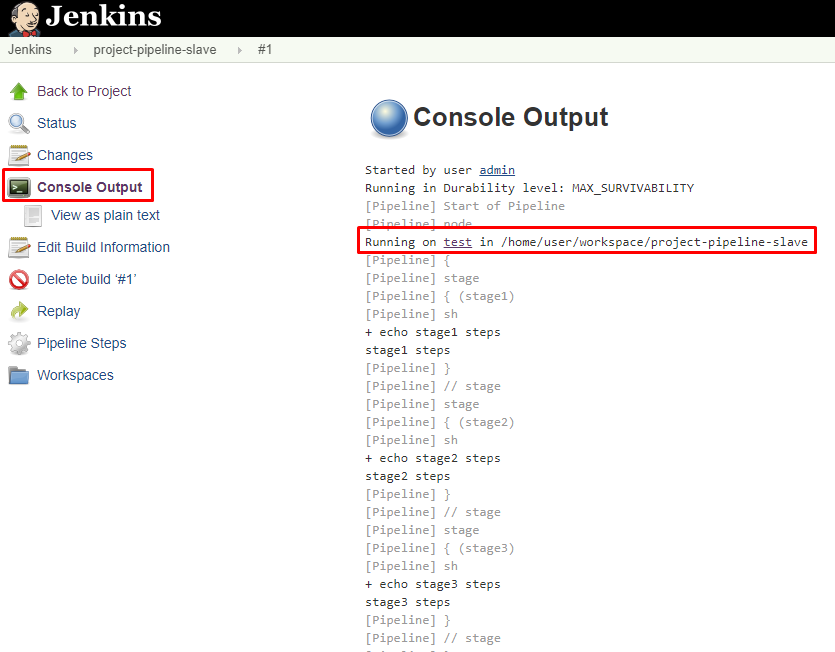 Jenkins
Jenkins project-pipeline-slave #1
Back to Project
Status
Changes
Console Output
View as plain text
Edit Build Information
Delete build ‘#1’
Replay
Pipeline Steps
Workspaces
Console Output
Started by user admin
Running in Durability level: MAX_SURVIVABILITY
[Pipeline] Start of Pipeline
[Pipeline] node
Running on test in /home/user/workspace/project-pipeline-slave
[Pipeline] {
[Pipeline] stage
[Pipeline] { (stage1)
[Pipeline] sh
+ echo stage1 steps
stage1 steps
[Pipeline] }
[Pipeline] // stage
[Pipeline] stage
[Pipeline] { (stage2)
[Pipeline] sh
+ echo stage2 steps
stage2 steps
[Pipeline] }
[Pipeline] // stage
[Pipeline] stage
[Pipeline] { (stage3)
[Pipeline] sh
+ echo stage3 steps
stage3 steps
[Pipeline] }
[Pipeline] // stage